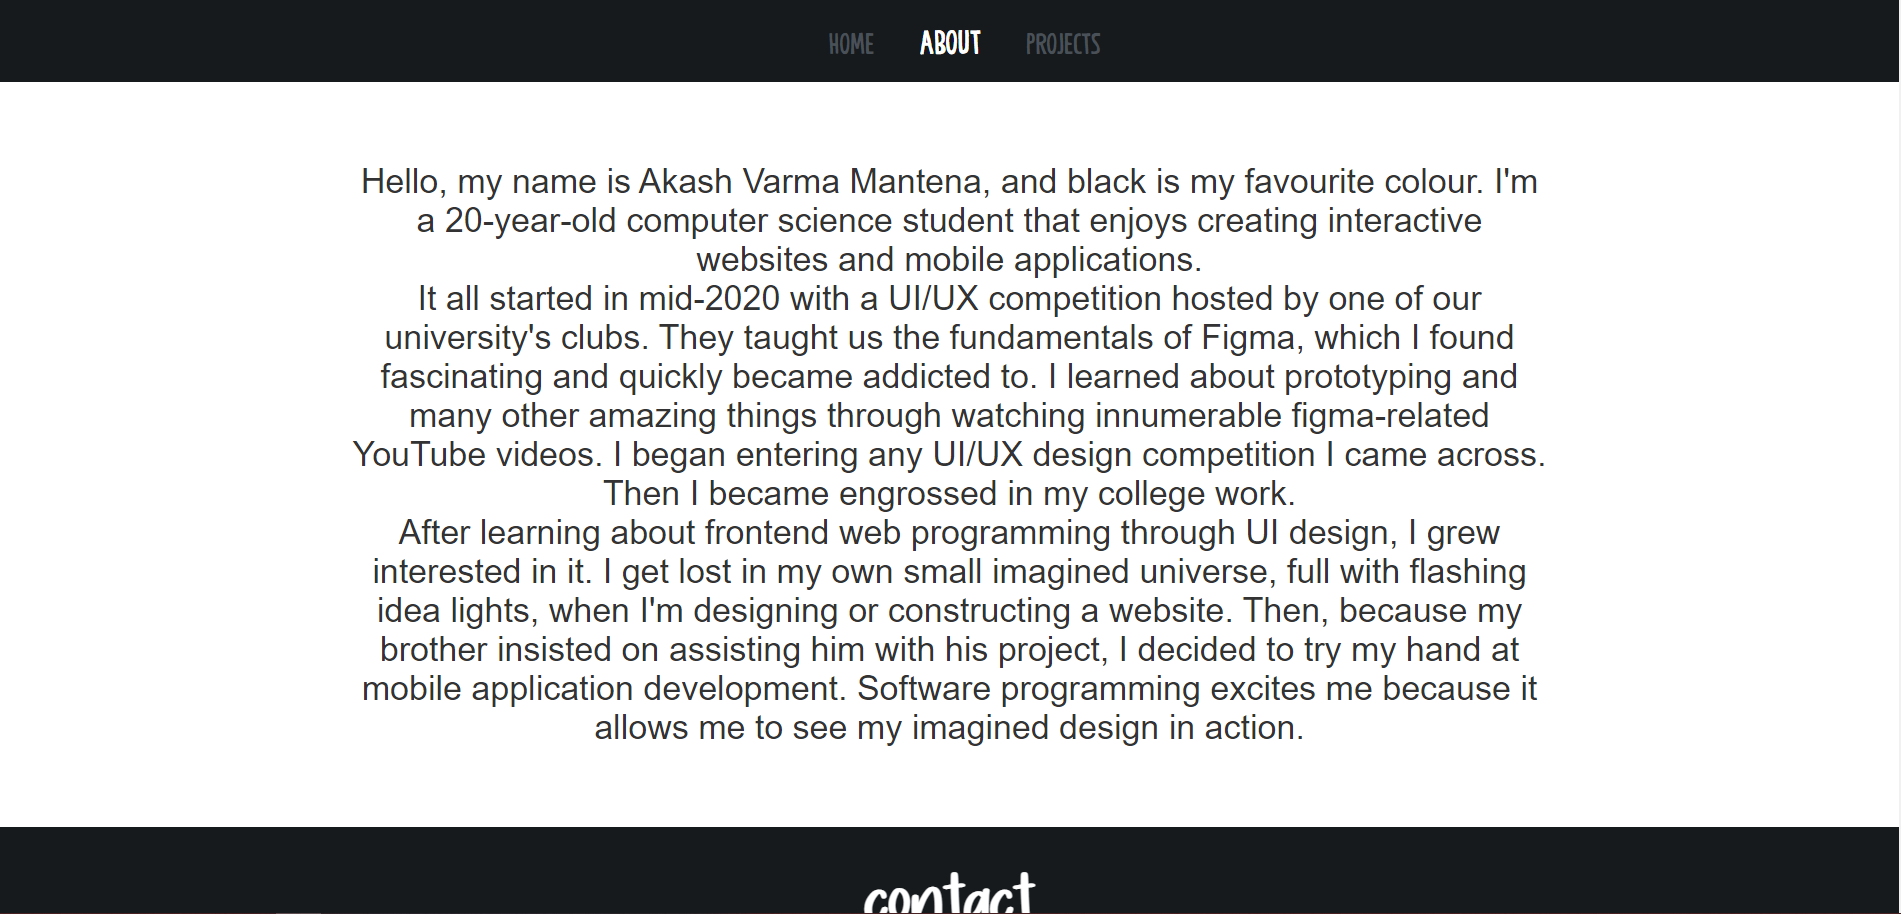 HOME ABOUT PROJECTS
Hello, my name is Akash Varma Mantena, and black is my favourite colour. I'm
a 20-year-old computer science student that enjoys creating interactive
websites and mobile applications.
It all started in mid-2020 with a UI/UX competition hosted by one of our
university's clubs. They taught us the fundamentals of Figma, which I found
fascinating and quickly became addicted to. I learned about prototyping and
many other amazing things through watching innumerable figma-related
YouTube videos. I began entering any UI/UX design competition I came across.
Then I became engrossed in my college work.
After learning about frontend web programming through UI design, I grew
interested in it. I get lost in my own small imagined universe, full with flashing
idea lights, when I'm designing or constructing a website. Then, because my
brother insisted on assisting him with his project, I decided to try my hand at
mobile application development. Software programming excites me because it
allows me to see my imagined design in action.
contact